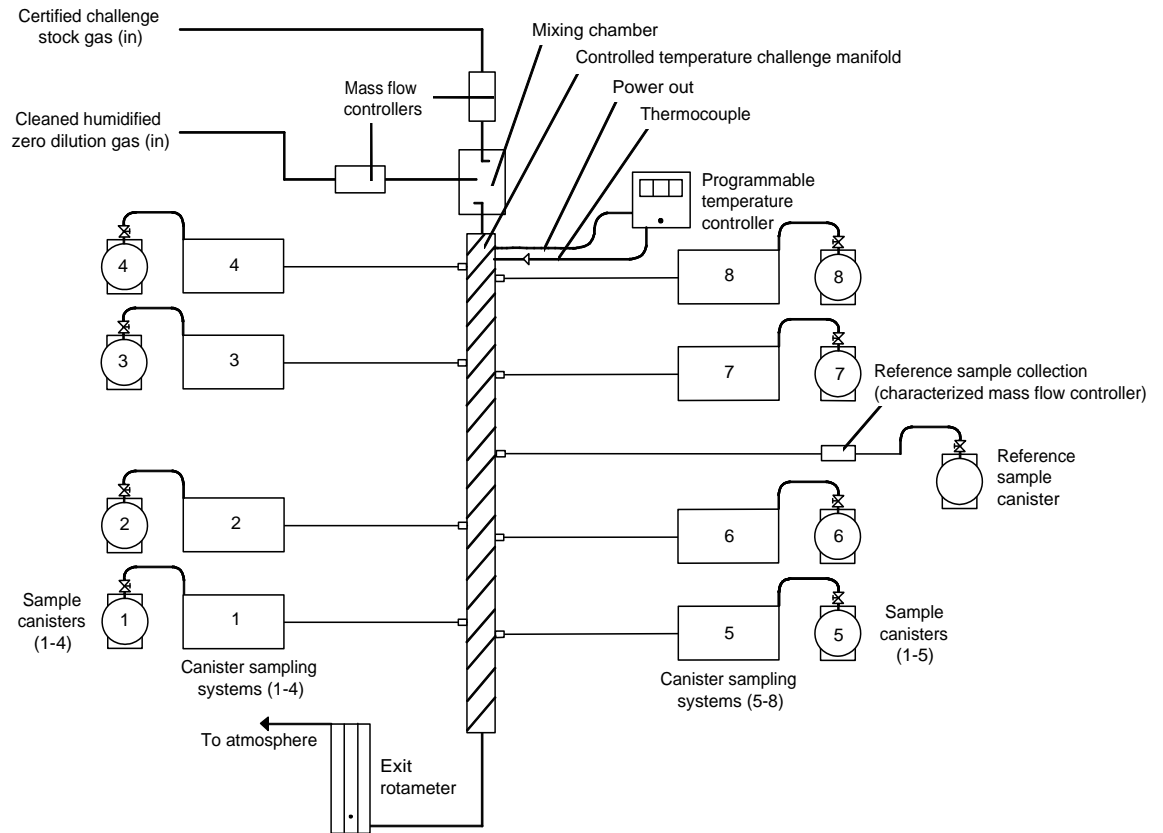 Certified challenge
stock gas (in)
Mixing chamber
Controlled temperature challenge manifold
Mass flow
controllers
Power out
Thermocouple
Cleaned humidified
zero dilution gas (in)
Programmable
temperature
controller
4
4
8
8
3
3
7
7
Reference sample collection
(characterized mass flow controller)
Reference
sample
canister
2
2
6
6
Sample
canisters
(1-4)
1
1
5
5
Sample
canisters
(1-5)
Canister sampling
systems (1-4)
Canister sampling
systems (5-8)
To atmosphere
Exit
rotameter